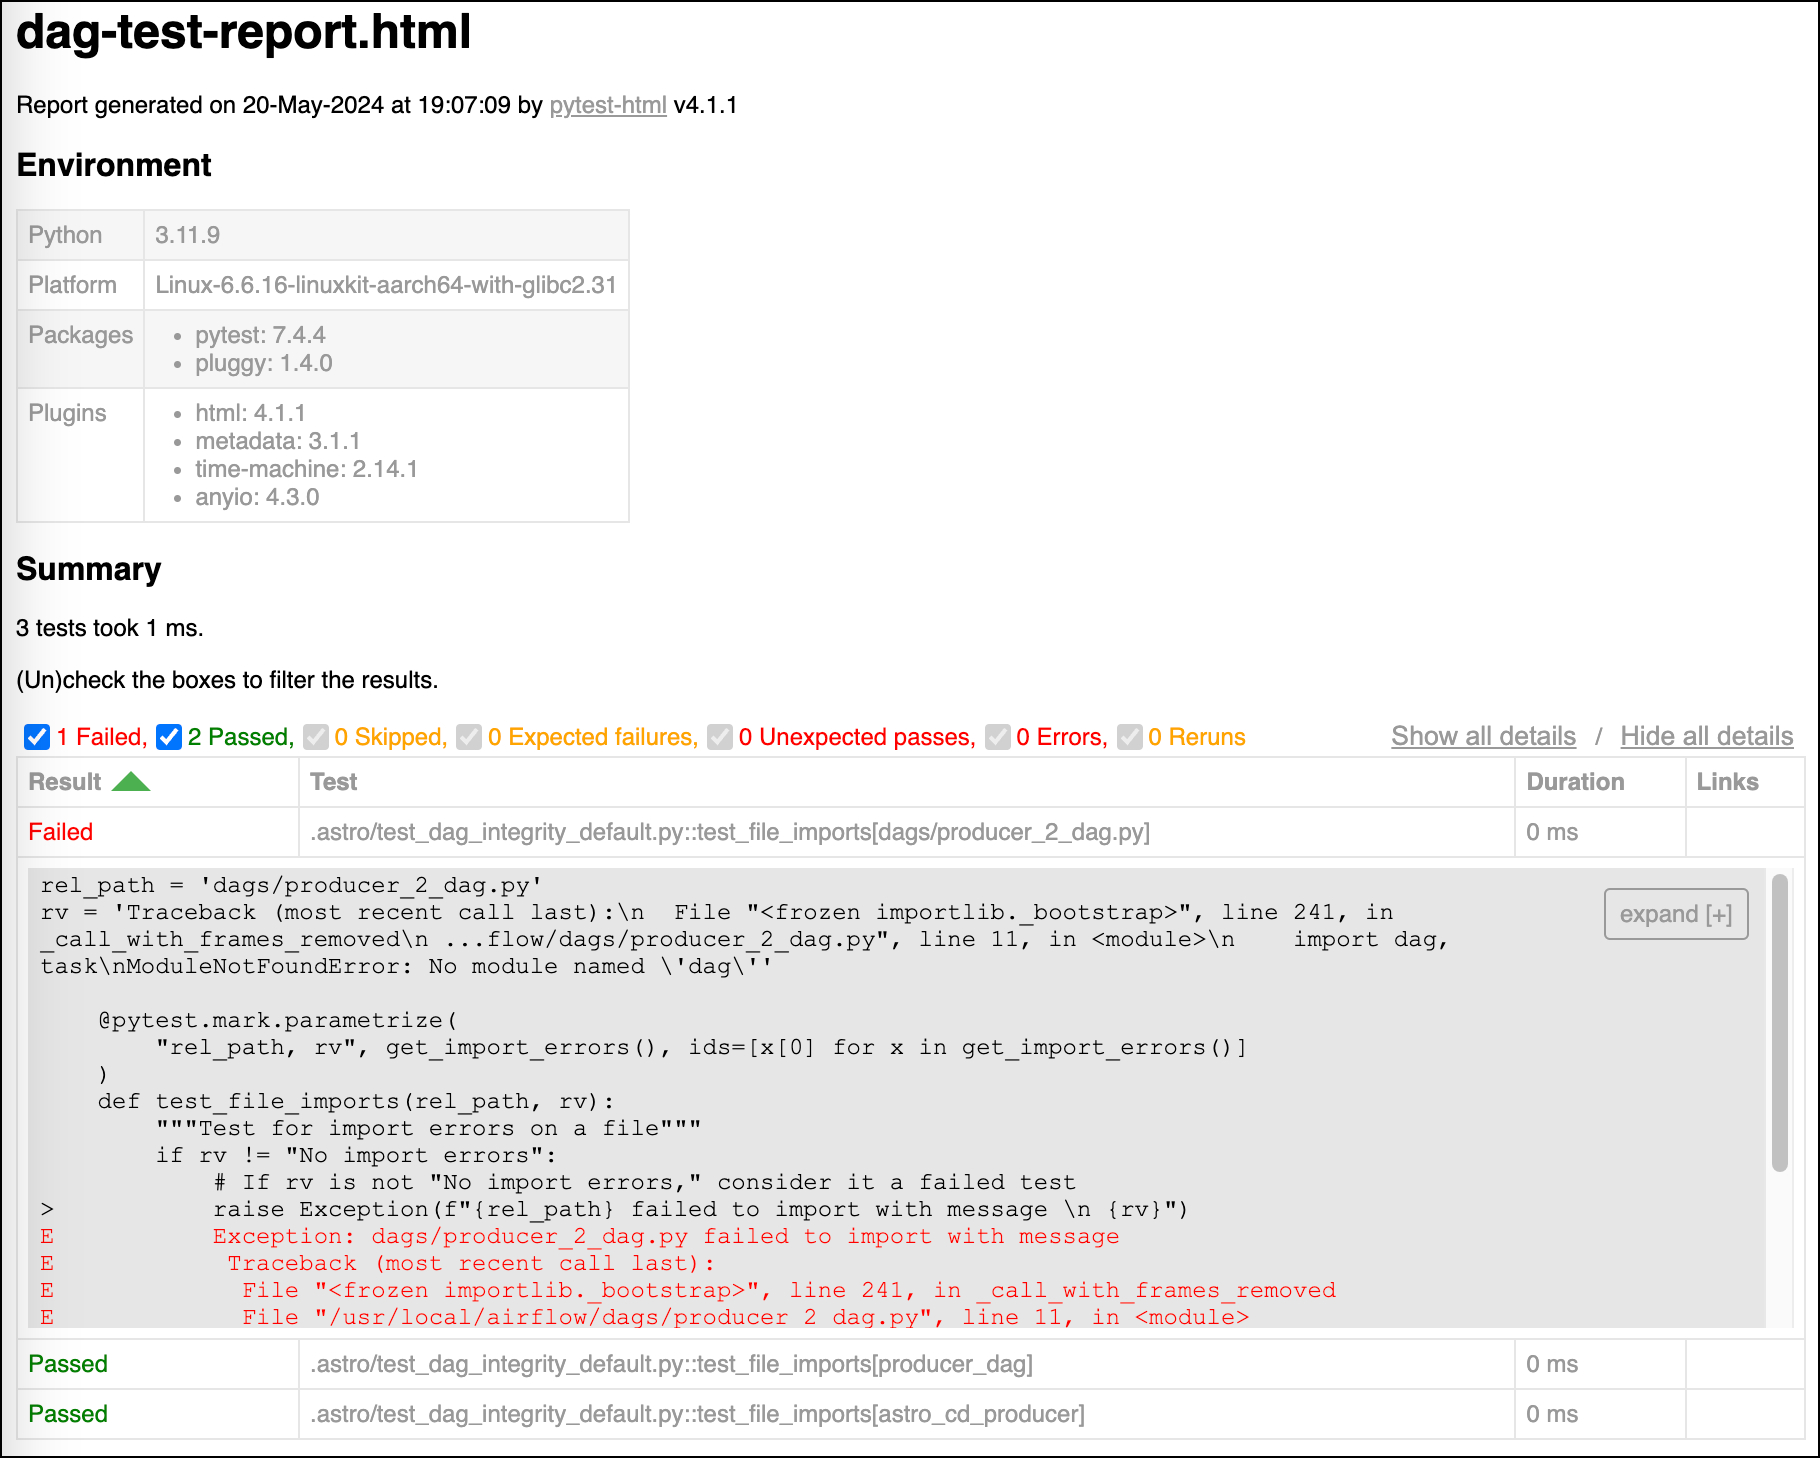 dag-test-report.html
Report generated on 20-May-2024 at 19:07:09 by pytest-html v4.1.1
Environment
Python 3.11.9
Platform Linux-6.6.16-linuxkit-aarch64-with-glibc2.31
Packages • pytest: 7.4.4
• pluggy: 1.4.0
Plugins • html: 4.1.1
• metadata: 3.1.1
• time-machine: 2.14.1
• anyio: 4.3.0
Summary
3 tests took 1 ms.
(Un)check the boxes to filter the results.
1 Failed, 2 Passed, 0 Skipped, 0 Expected failures, 0 Unexpected passes, 0 Errors, 0 Reruns Show all details / Hide all details
Result Test Duration Links
Failed .astro/test_dag_integrity_default.py::test_file_imports[dags/producer_2_dag.py] 0 ms
rel_path = 'dags/producer_2_dag.py'
rv = 'Traceback (most recent call last):\n  File "<frozen importlib._bootstrap>", line 241, in
expand [+]
_call_with_frames_removed\n ...flow/dags/producer_2_dag.py", line 11, in <module>\n    import dag,
task\nModuleNotFoundError: No module named \'dag\''
    @pytest.mark.parametrize(
        "rel_path, rv", get_import_errors(), ids=[x[0] for x in get_import_errors()]
    )
    def test_file_imports(rel_path, rv):
        """Test for import errors on a file"""
        if rv != "No import errors":
            # If rv is not "No import errors," consider it a failed test
>           raise Exception(f"{rel_path} failed to import with message \n {rv}")
E           Exception: dags/producer_2_dag.py failed to import with message
E            Traceback (most recent call last):
E             File "<frozen importlib._bootstrap>", line 241, in _call_with_frames_removed
E             File "/usr/local/airflow/dags/producer_2_dag.py", line 11, in <module>
Passed .astro/test_dag_integrity_default.py::test_file_imports[producer_dag] 0 ms
Passed .astro/test_dag_integrity_default.py::test_file_imports[astro_cd_producer] 0 ms